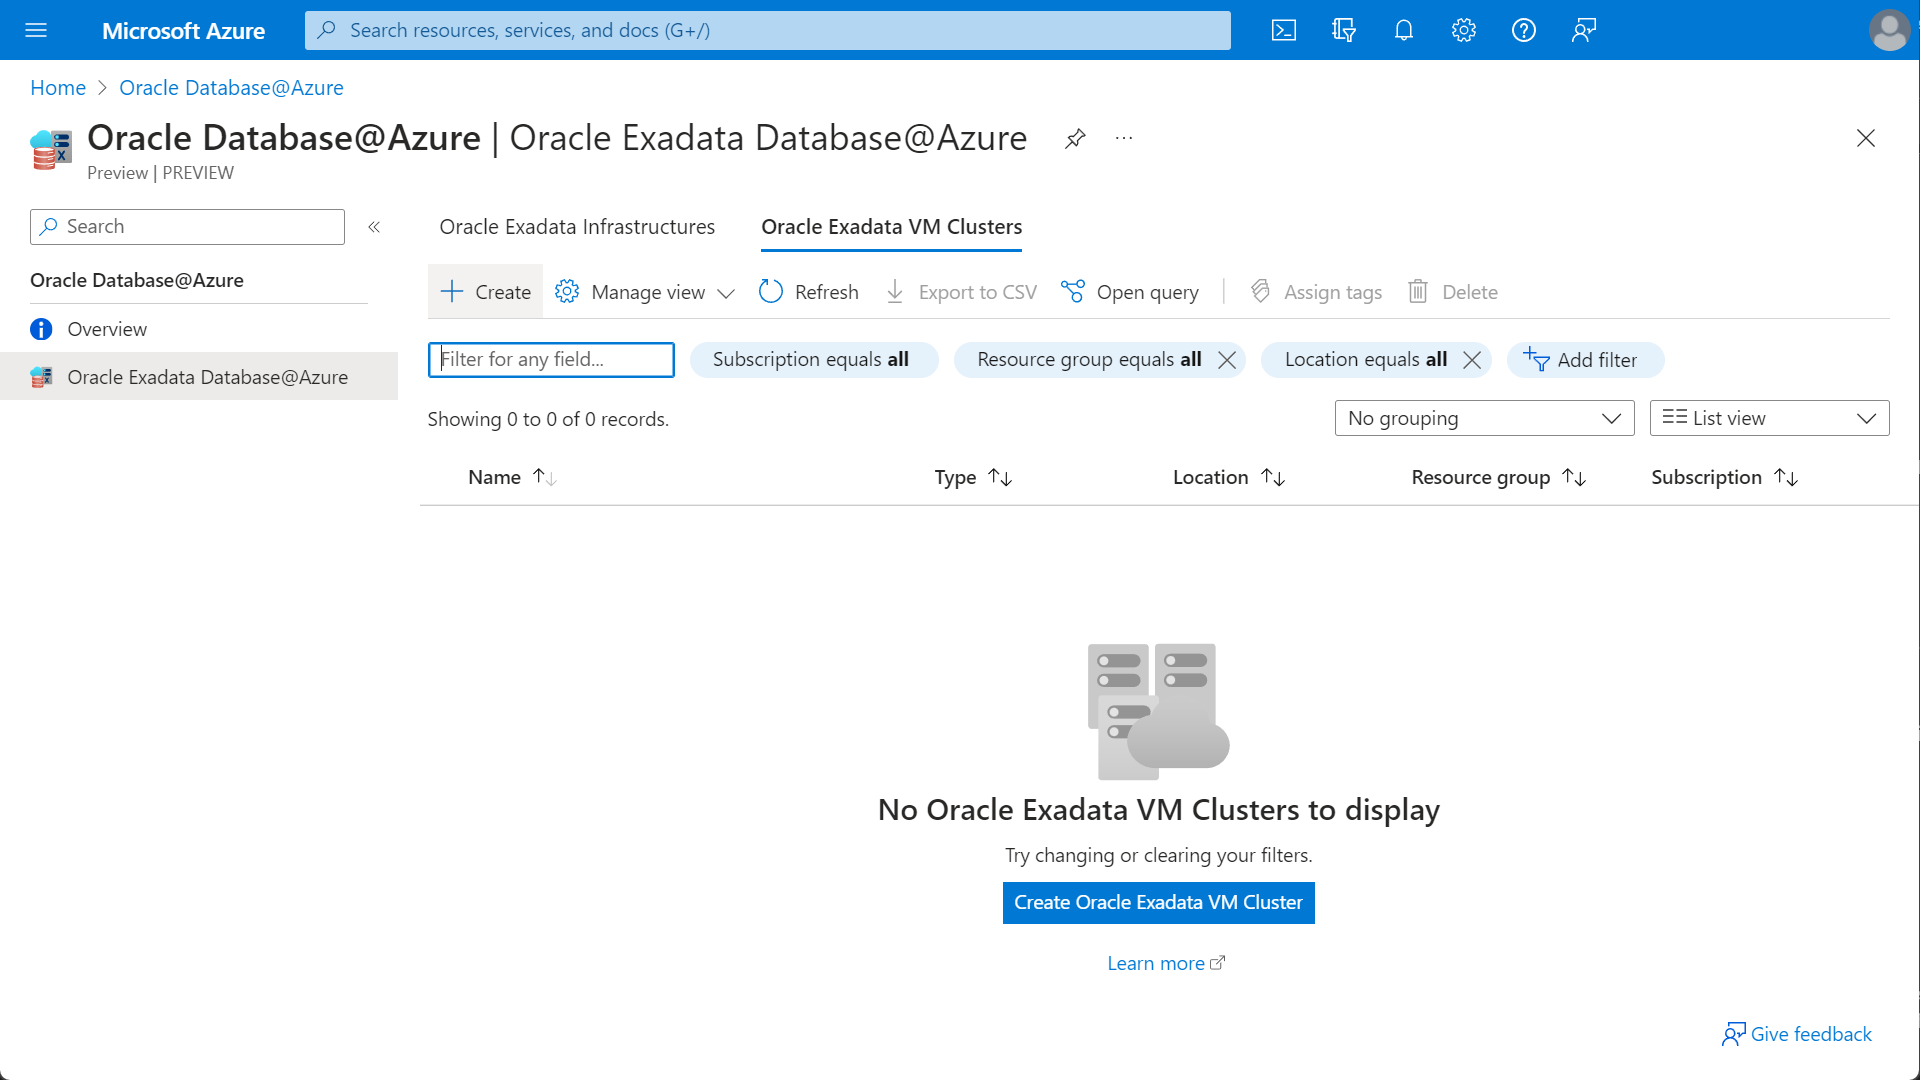 Microsoft Azure
Search resources, services, and docs (G+/)
Home > Oracle Database@Azure
Oracle Database@Azure | Oracle Exadata Database@Azure
Preview | PREVIEW
Search
Oracle Database@Azure
Overview
Oracle Exadata Database@Azure
Oracle Exadata Infrastructures Oracle Exadata VM Clusters
Create Manage view Refresh Export to CSV Open query Assign tags Delete
Filter for any field... Subscription equals all Resource group equals all Location equals all Add filter
Showing 0 to 0 of 0 records. No grouping List view
Name Type Location Resource group Subscription
No Oracle Exadata VM Clusters to display
Try changing or clearing your filters.
Create Oracle Exadata VM Cluster
Learn more
Give feedback